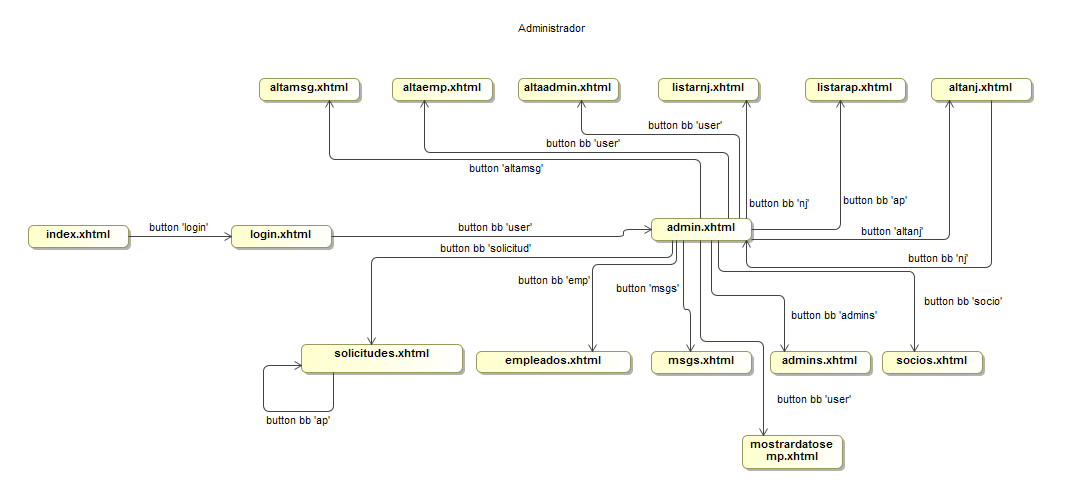 Administrador
altamsg.xhtml
altaemp.xhtml
altaadmin.xhtml
listarnj.xhtml
listarap.xhtml
altanj.xhtml
button bb 'user'
button bb 'user'
button 'altamsg'
button bb 'nj'
button bb 'ap'
index.xhtml
button 'login'
login.xhtml
button bb 'user'
admin.xhtml
button 'altanj'
button bb 'solicitud'
button bb 'nj'
button bb 'emp'
button 'msgs'
button bb 'admins'
button bb 'socio'
solicitudes.xhtml
empleados.xhtml
msgs.xhtml
admins.xhtml
socios.xhtml
button bb 'user'
button bb 'ap'
mostrardatose
mp.xhtml